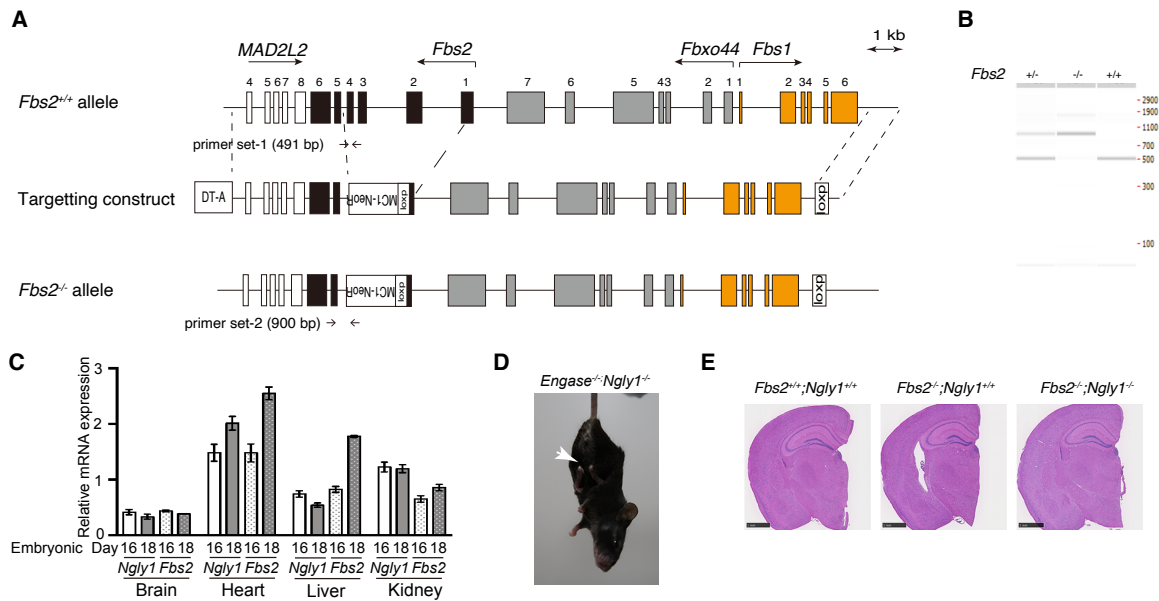 A
MAD2L2
Fbs2
Fbxo44
Fbs1
1 kb
4 5 6 7 8 6 5 4 3 2 1 7 6 5 4 3 2 1 1 2 3 4 5 6
Fbs2+/+ allele
primer set-1 (491 bp)
DT-A
MC1-NeoR
loxp
loxp
Targetting construct
MC1-NeoR
loxp
loxp
Fbs2-/- allele
primer set-2 (900 bp)
B
Fbs2
+/- -/- +/+
2900
1900
1100
700
500
300
100
C
Relative mRNA expression
3
2
1
0
Embryonic Day 16 18 16 18 16 18 16 18 16 18 16 18 16 18 16 18
Ngly1 Fbs2 Ngly1 Fbs2 Ngly1 Fbs2 Ngly1 Fbs2
Brain Heart Liver Kidney
D
Engase-/-;Ngly1-/-
E
Fbs2+/+;Ngly1+/+ Fbs2-/-;Ngly1+/+ Fbs2-/-;Ngly1-/-